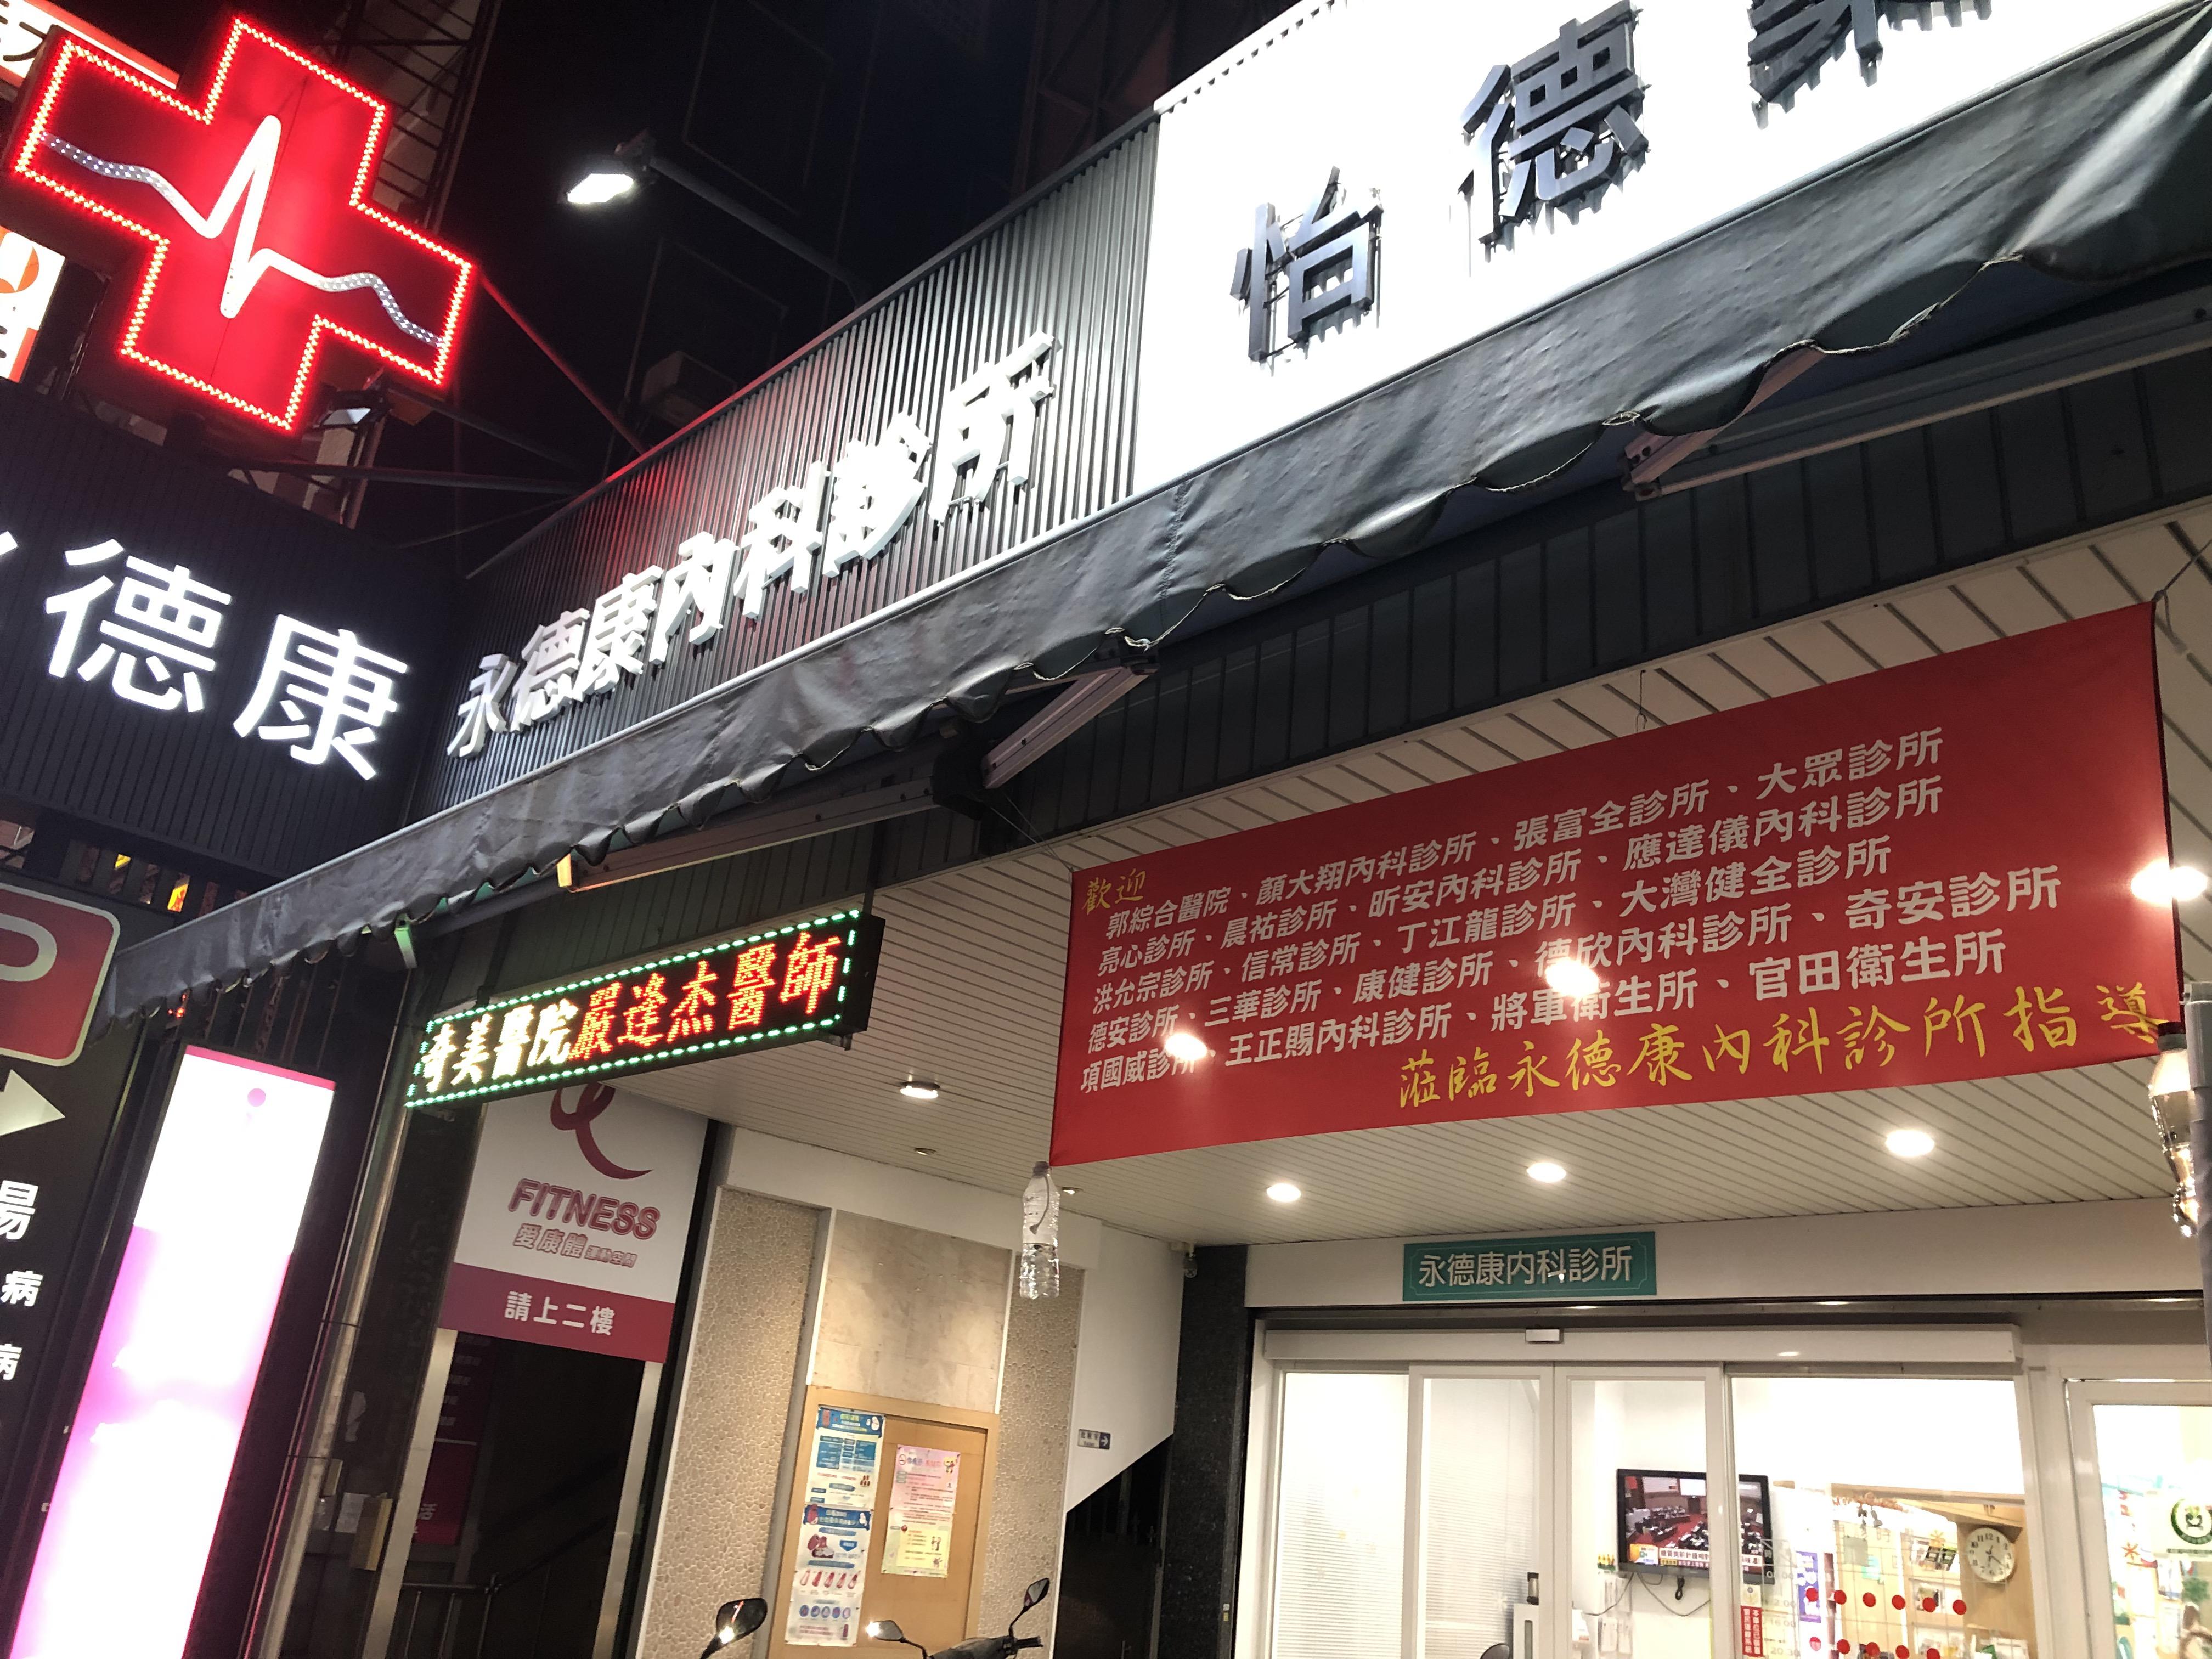 怡德
永德康內科診所
德康
歡迎
郭綜合醫院、顏大翔內科診所、張富全診所、大眾診所
亮心診所、晨祐診所、昕安內科診所、應達儀內科診所
洪允宗診所、信常診所、丁江龍診所、大灣健全診所
德安診所、三華診所、康健診所、德欣內科診所、奇安診所
項國威診所、王正賜內科診所、將軍衛生所、官田衛生所
蒞臨永德康內科診所指導
奇美醫院嚴逢杰醫師
FITNESS
愛康體 運動空間
請上二樓
永德康內科診所
病
病